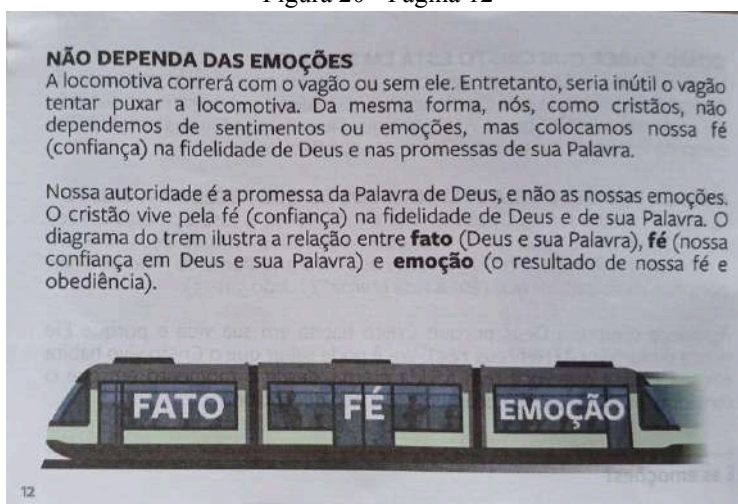 Figura 20 - Página 12
NÃO DEPENDA DAS EMOÇÕES
A locomotiva correrá com o vagão ou sem ele. Entretanto, seria inútil o vagão
tentar puxar a locomotiva. Da mesma forma, nós, como cristãos, não
dependemos de sentimentos ou emoções, mas colocamos nossa fé
(confiança) na fidelidade de Deus e nas promessas de sua Palavra.
Nossa autoridade é a promessa da Palavra de Deus, e não as nossas emoções.
O cristão vive pela fé (confiança) na fidelidade de Deus e de sua Palavra. O
diagrama do trem ilustra a relação entre fato (Deus e sua Palavra), fé (nossa
confiança em Deus e sua Palavra) e emoção (o resultado de nossa fé e
obediência).
FATO FÉ EMOÇÃO
12